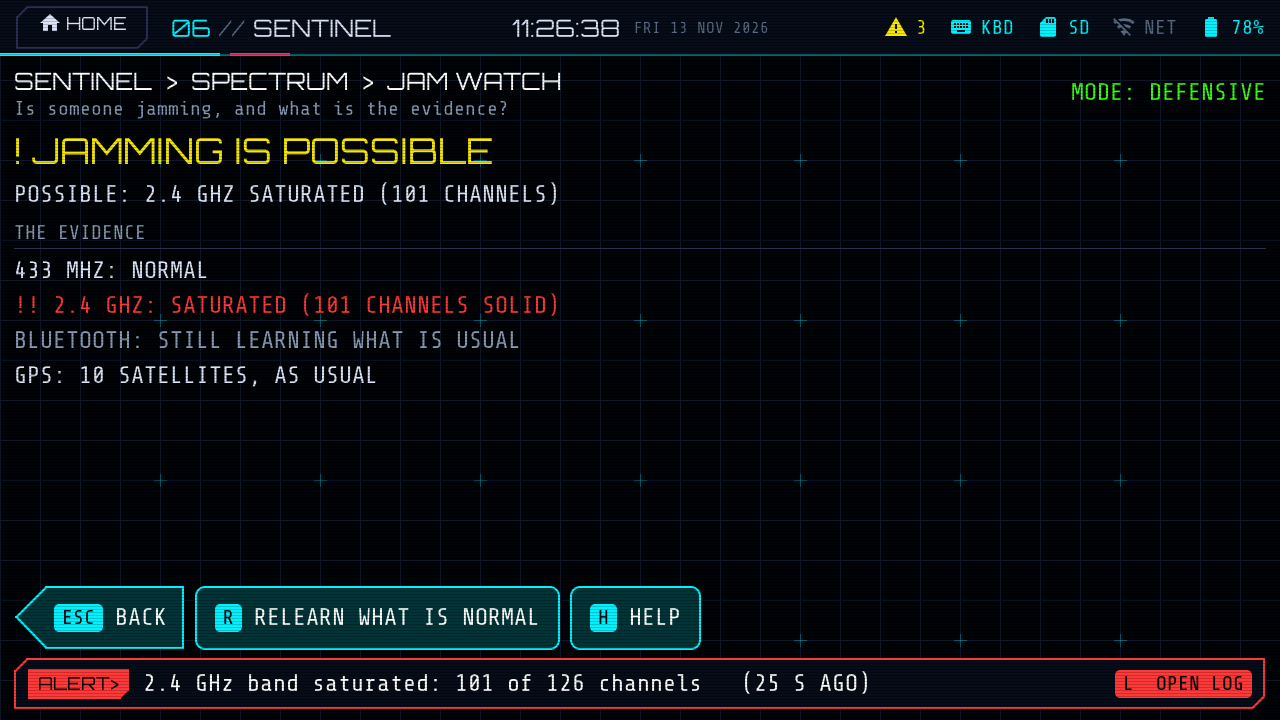 HOME 06 // SENTINEL 11:26:38 FRI 13 NOV 2026 3 KBD SD NET 78%
SENTINEL > SPECTRUM > JAM WATCH
Is someone jamming, and what is the evidence?
MODE: DEFENSIVE
! JAMMING IS POSSIBLE
POSSIBLE: 2.4 GHZ SATURATED (101 CHANNELS)
THE EVIDENCE
433 MHZ: NORMAL
!! 2.4 GHZ: SATURATED (101 CHANNELS SOLID)
BLUETOOTH: STILL LEARNING WHAT IS USUAL
GPS: 10 SATELLITES, AS USUAL
ESC BACK R RELEARN WHAT IS NORMAL H HELP
ALERT> 2.4 GHz band saturated: 101 of 126 channels (25 S AGO) L OPEN LOG